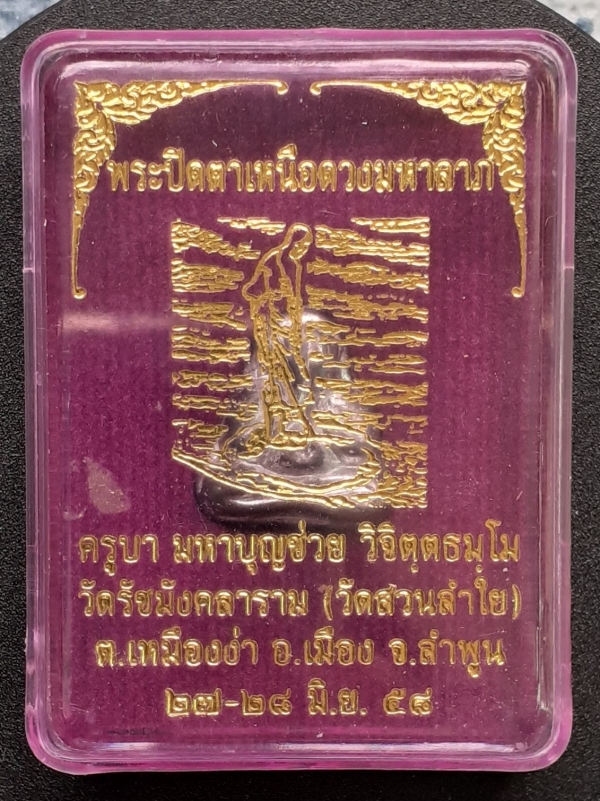 พระปิดตาเหนือดวงมหาลาภ
ครูบา มหาบุญช่วย วิจิตฺตธมฺโม
วัดรัชมังคลาราม (วัดสวนลำใย)
ต.เหมืองง่า อ.เมือง จ.ลำพูน
๒๗-๒๘ มิ.ย. ๕๘